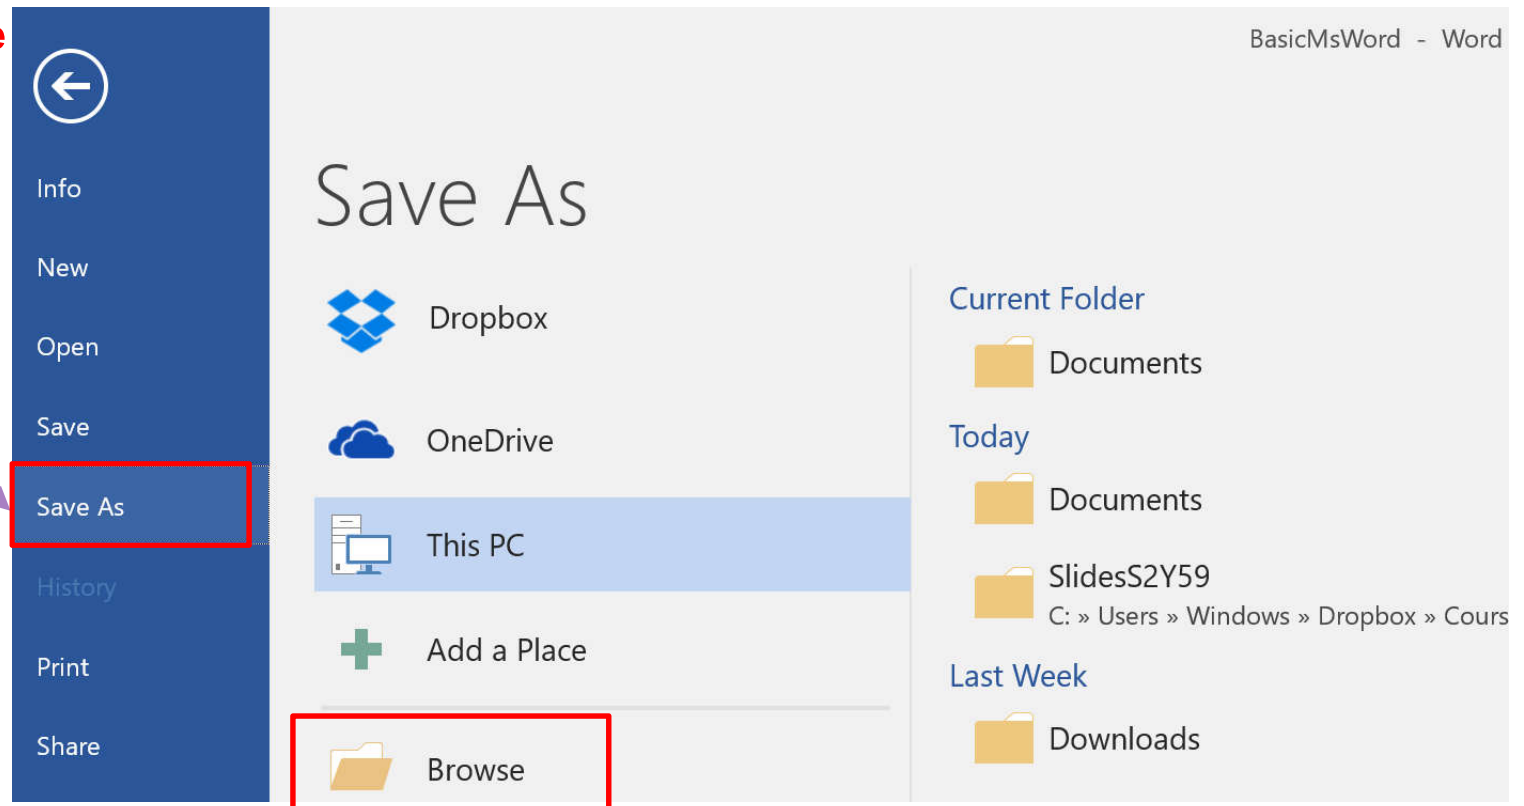 e
BasicMsWord - Word
Info
New
Open
Save
Save As
History
Print
Share
Save As
Dropbox
OneDrive
This PC
Add a Place
Browse
Current Folder
Documents
Today
Documents
SlidesS2Y59
C: » Users » Windows » Dropbox » Cours
Last Week
Downloads